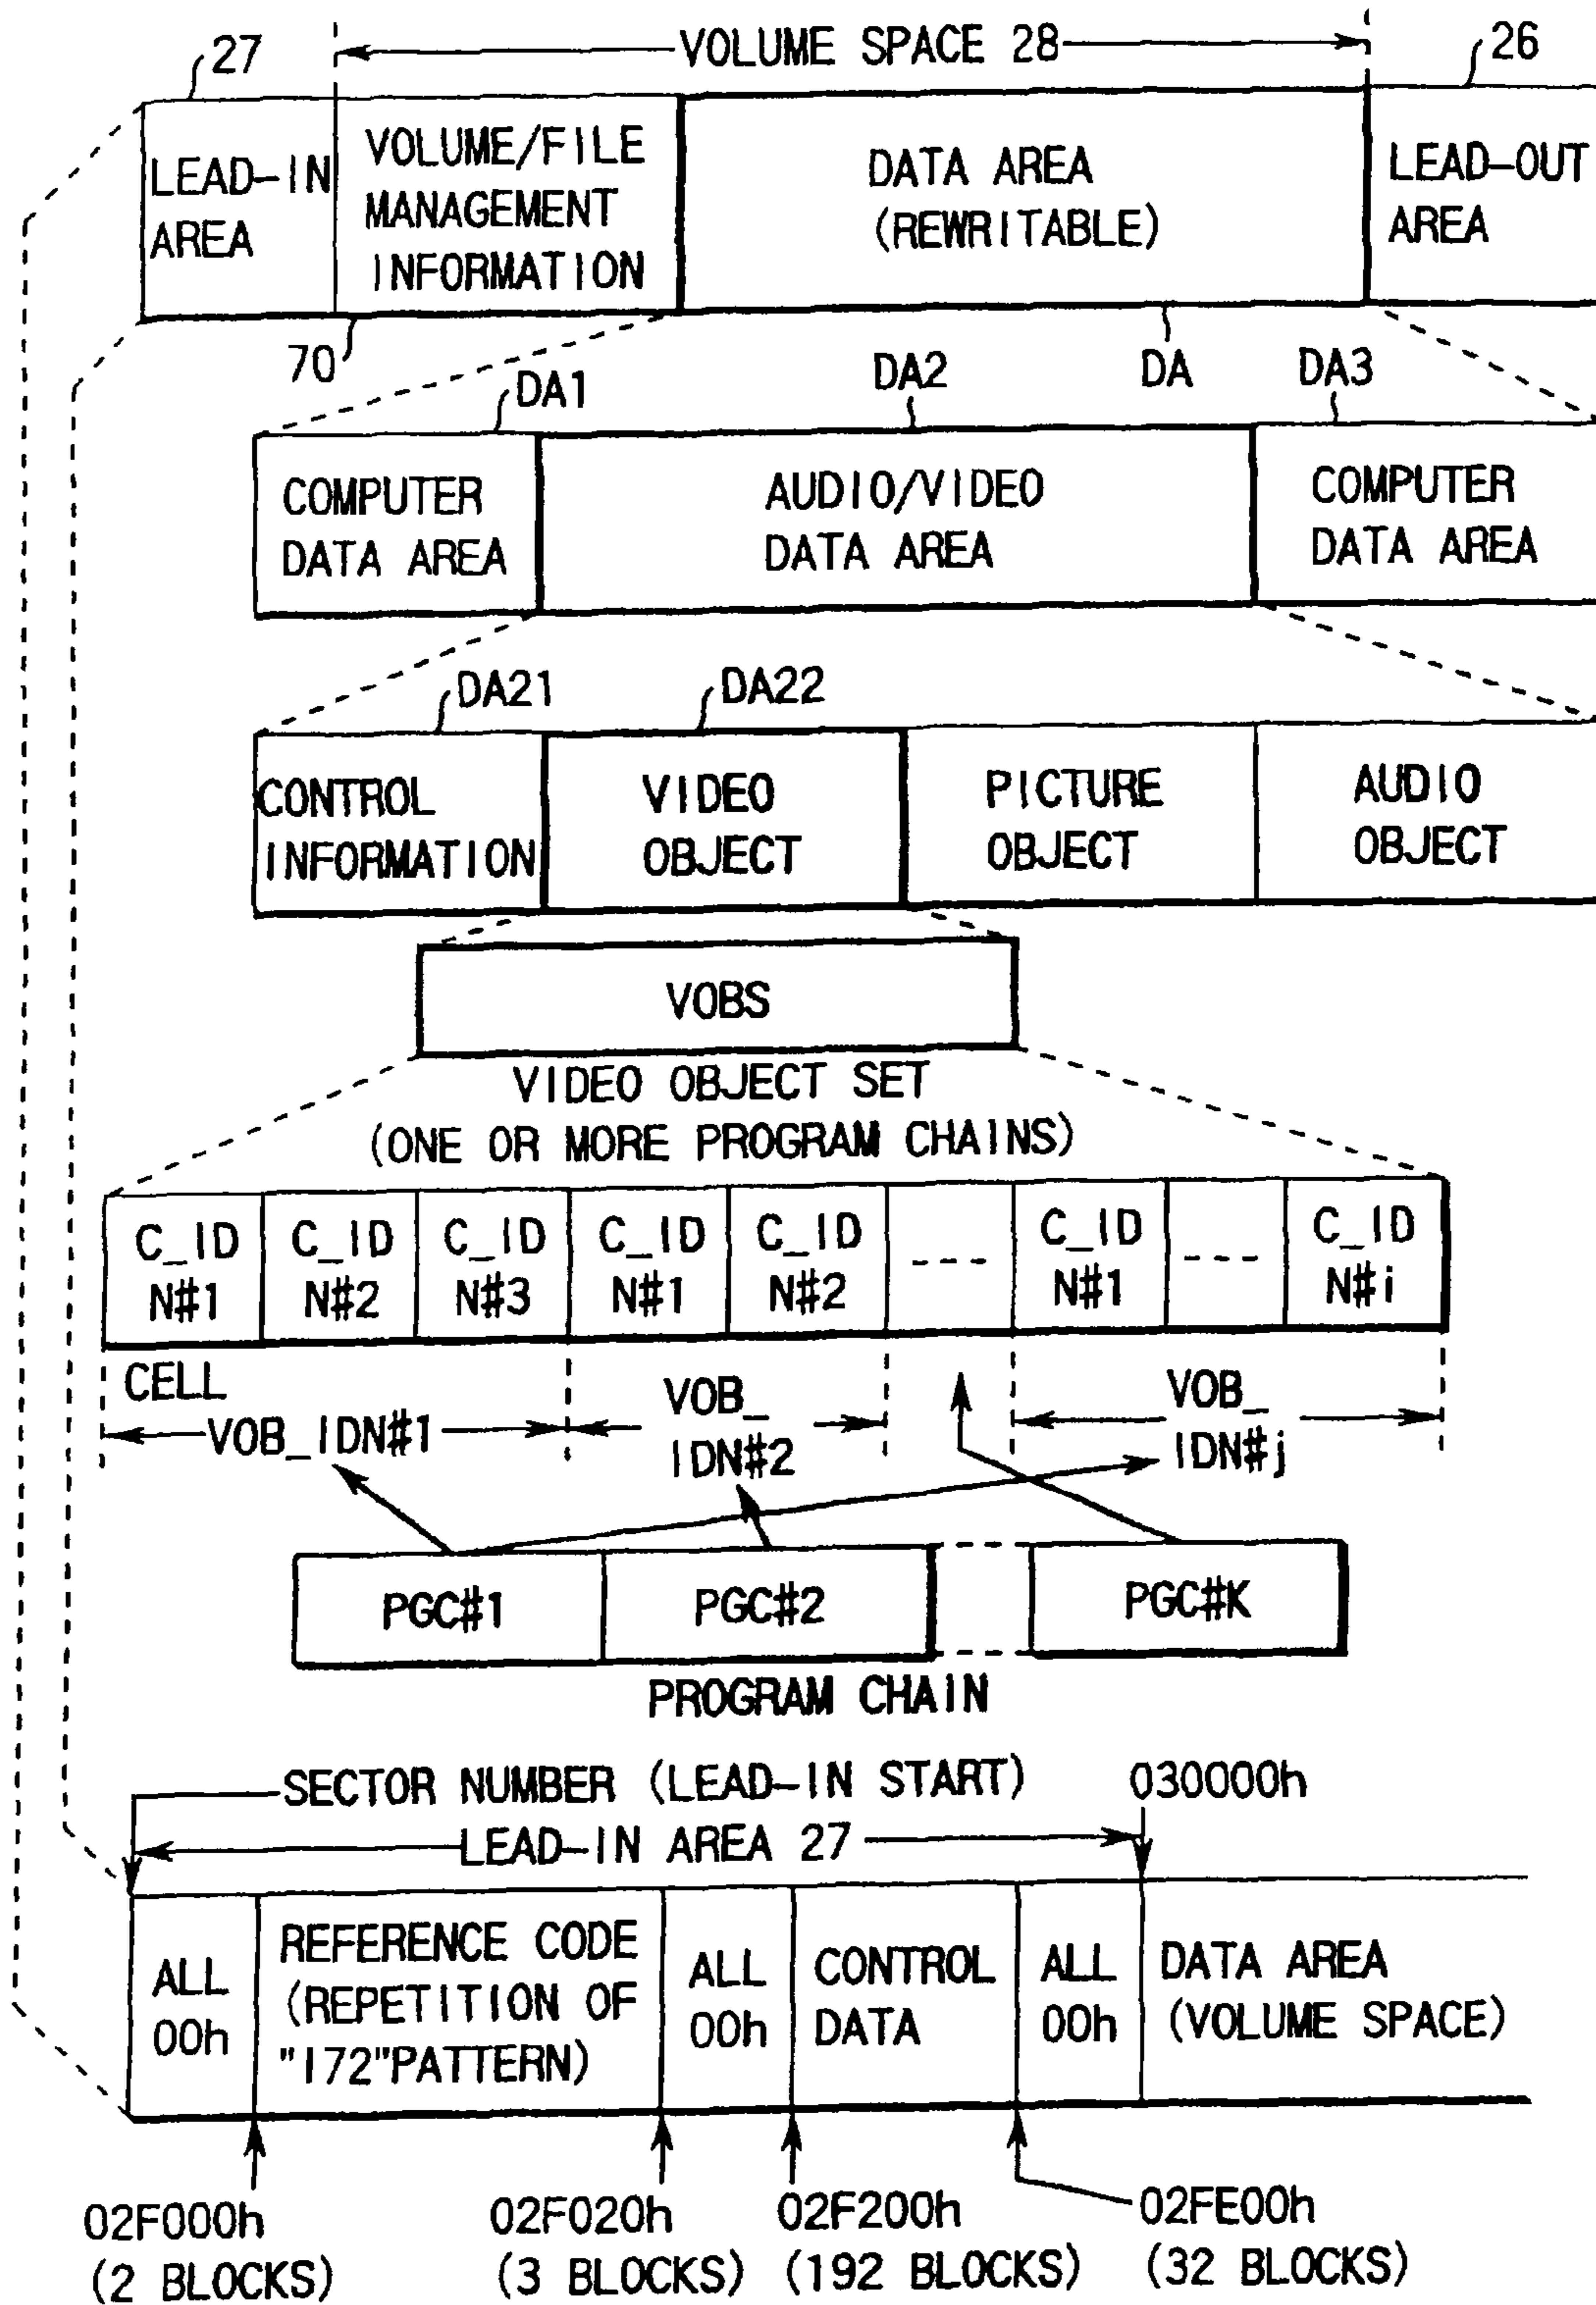 27
VOLUME SPACE 28
26
LEAD-IN
AREA
VOLUME/FILE
MANAGEMENT
INFORMATION
DATA AREA
(REWRITABLE)
LEAD-OUT
AREA
70
DA1
DA2
DA
DA3
COMPUTER
DATA AREA
AUDIO/VIDEO
DATA AREA
COMPUTER
DATA AREA
DA21
DA22
CONTROL
INFORMATION
VIDEO
OBJECT
PICTURE
OBJECT
AUDIO
OBJECT
VOBS
VIDEO OBJECT SET
(ONE OR MORE PROGRAM CHAINS)
C_ID
N#1
C_ID
N#2
C_ID
N#3
C_ID
N#1
C_ID
N#2
----
C_ID
N#1
----
C_ID
N#i
CELL
VOB_IDN#1
VOB_
IDN#2
VOB_
IDN#j
PGC#1
PGC#2
PGC#K
PROGRAM CHAIN
SECTOR NUMBER (LEAD-IN START)
030000h
LEAD-IN AREA 27
ALL
00h
REFERENCE CODE
(REPETITION OF
"172"PATTERN)
ALL
00h
CONTROL
DATA
ALL
00h
DATA AREA
(VOLUME SPACE)
02F000h
(2 BLOCKS)
02F020h
(3 BLOCKS)
02F200h
(192 BLOCKS)
02FE00h
(32 BLOCKS)